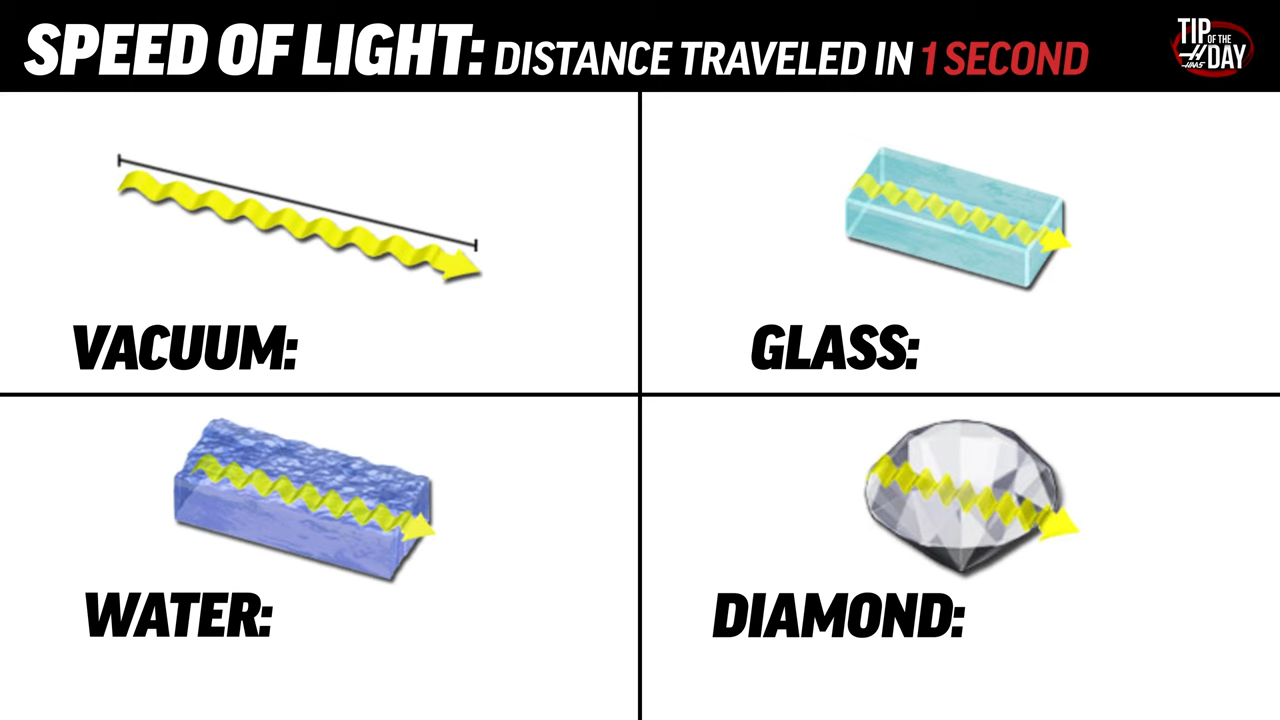 SPEED OF LIGHT: DISTANCE TRAVELED IN 1 SECOND
TIP OF THE DAY
HAAS
VACUUM:
GLASS:
WATER:
DIAMOND: